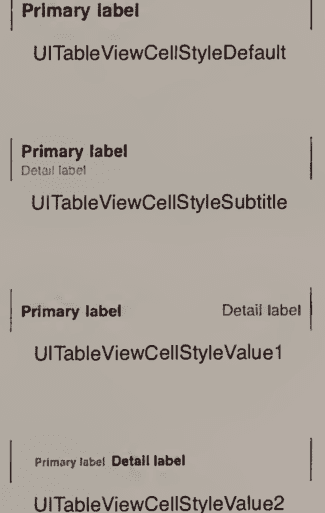 Primary label
UITableViewCellStyleDefault
Primary label
Detail label
UITableViewCellStyleSubtitle
Primary label Detail label
UITableViewCellStyleValue1
Primary label Detail label
UITableViewCellStyleValue2